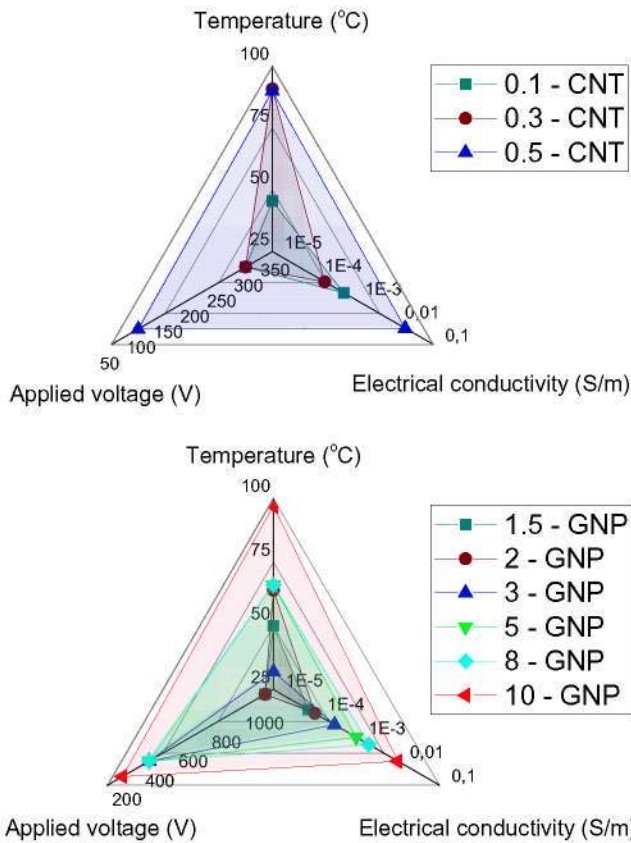 Temperature (°C)
100
75
50
25
1E-5
1E-4
1E-3
0,01
0,1
350
300
250
200
150
100
50
Applied voltage (V)
Electrical conductivity (S/m)
0.1 - CNT
0.3 - CNT
0.5 - CNT
Temperature (°C)
100
75
50
25
1E-5
1E-4
1E-3
0,01
0,1
1000
800
600
400
200
Applied voltage (V)
Electrical conductivity (S/m)
1.5 - GNP
2 - GNP
3 - GNP
5 - GNP
8 - GNP
10 - GNP